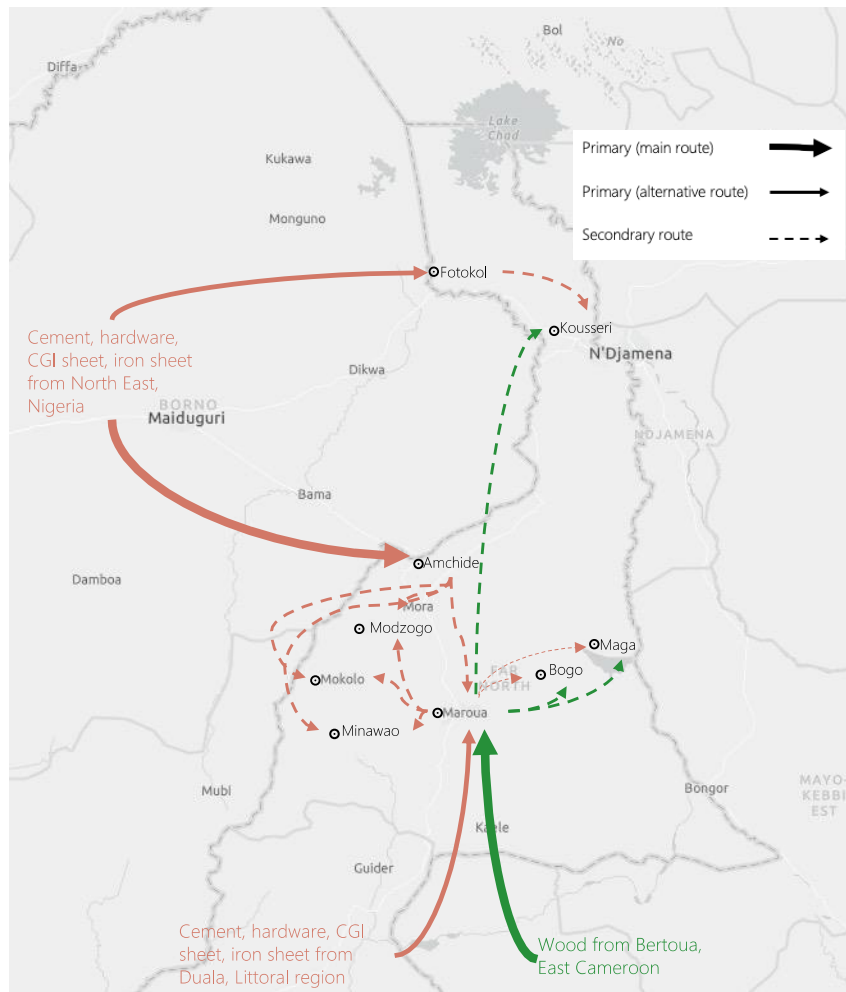 Bol
No
Diffa
Lake
Chad
Primary (main route)
Kukawa
Primary (alternative route)
Monguno
Secondrary route
Fotokol
Kousseri
Cement, hardware,
CGI sheet, iron sheet
from North East,
Nigeria
N'Djamena
Dikwa
BORNO
Maiduguri
NDJAMENA
Bama
Amchide
Damboa
Mora
Modzogo
Maga
FAR
NORTH
Bogo
Mokolo
Maroua
Minawao
MAYO-
KEBBI
EST
Mubi
Bongor
Kaele
Guider
Cement, hardware, CGI
sheet, iron sheet from
Duala, Littoral region
Wood from Bertoua,
East Cameroon